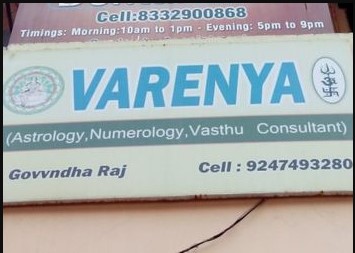 Cell:8332900868
Timings: Morning:10am to 1pm - Evening: 5pm to 9pm
VARENYA
(Astrology,Numerology,Vasthu Consultant)
Govvndha Raj
Cell : 9247493280